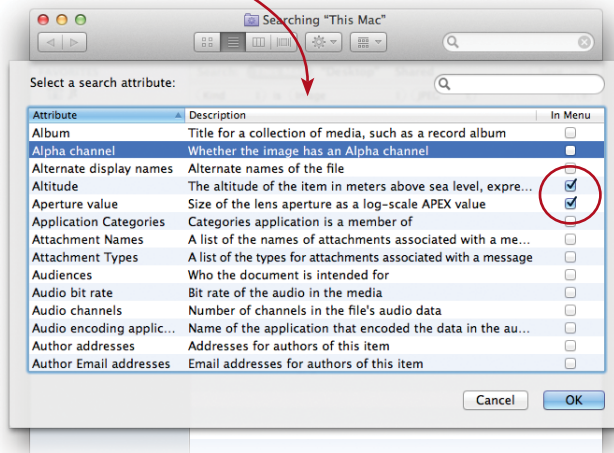 Searching “This Mac”
Select a search attribute:
Attribute Description In Menu
Album Title for a collection of media, such as a record album
Alpha channel Whether the image has an Alpha channel
Alternate display names Alternate names of the file
Altitude The altitude of the item in meters above sea level, expre...
Aperture value Size of the lens aperture as a log-scale APEX value
Application Categories Categories application is a member of
Attachment Names A list of the names of attachments associated with a me...
Attachment Types A list of the types for attachments associated with a message
Audiences Who the document is intended for
Audio bit rate Bit rate of the audio in the media
Audio channels Number of channels in the file's audio data
Audio encoding applic... Name of the application that encoded the data in the au...
Author addresses Addresses for authors of this item
Author Email addresses Email addresses for authors of this item
Cancel OK